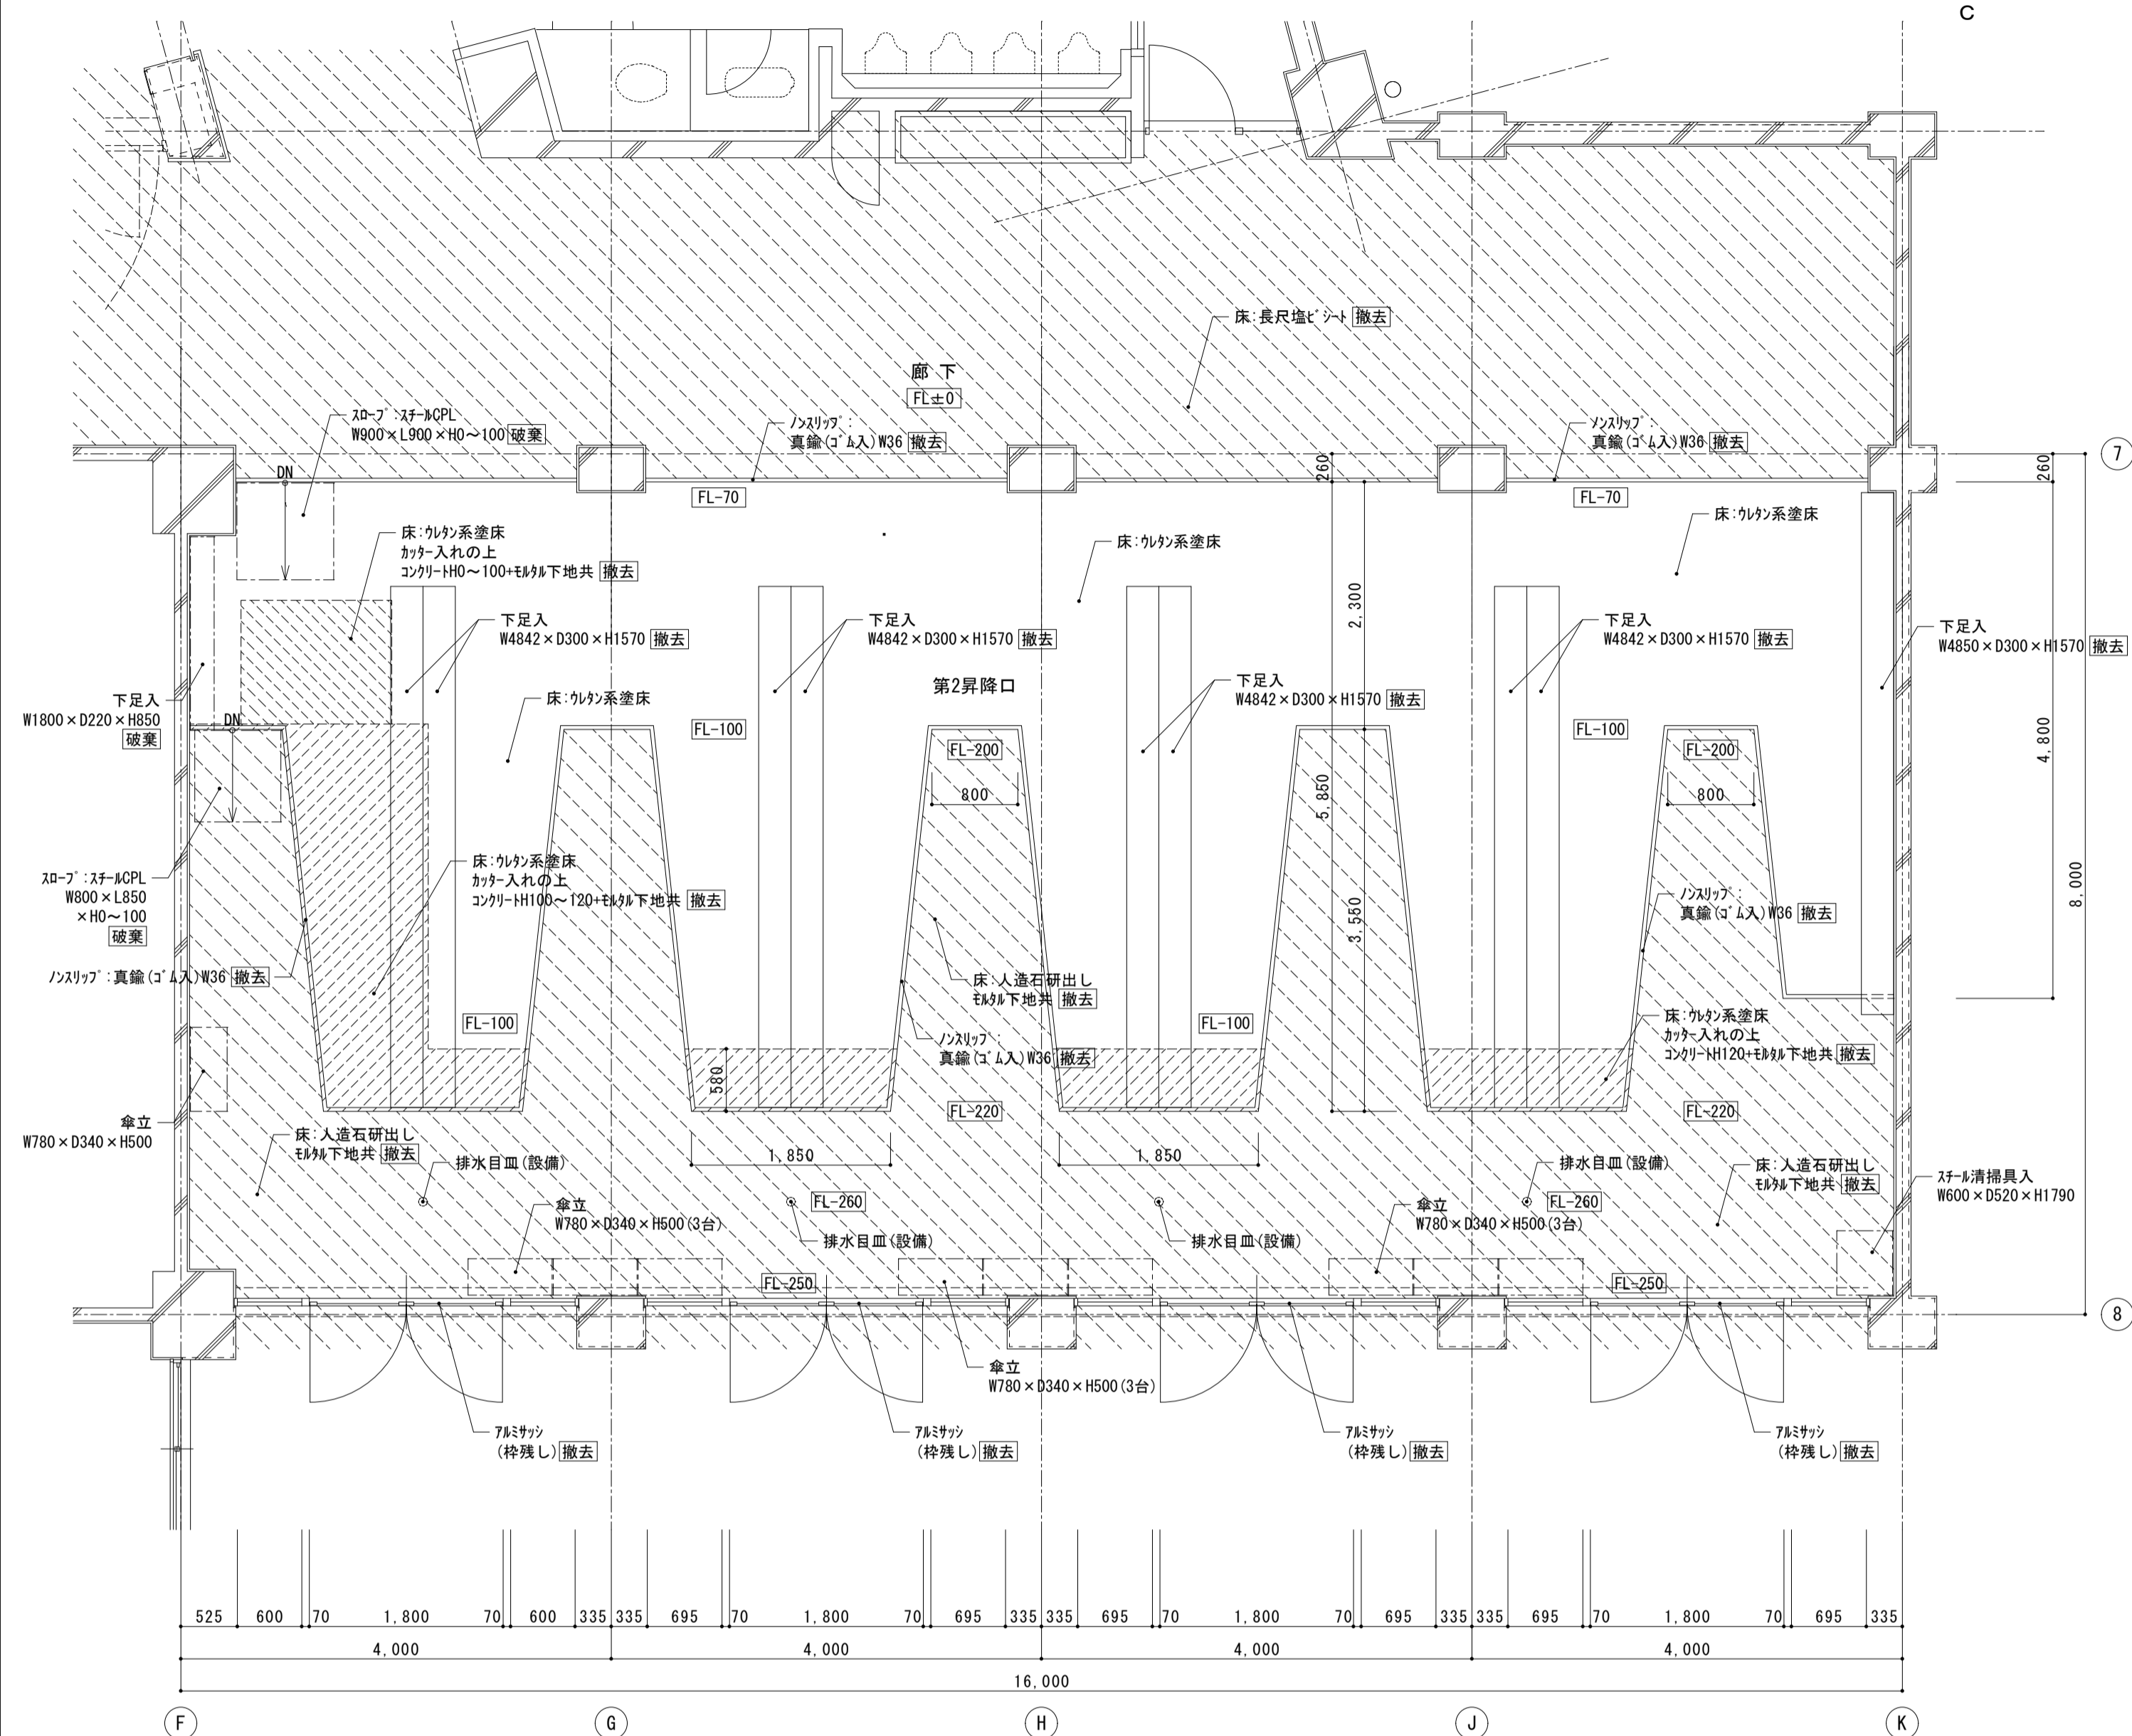 C
床:長尺塩ビシート 撤去
廊 下
FL±0
スロープ:スチールCPL
W900×L900×H0～100 破棄
ノンスリップ:
真鍮(ゴム入)W36 撤去
ノンスリップ:
真鍮(ゴム入)W36 撤去
7
260
260
DN
FL-70
FL-70
床:ウレタン系塗床
カッター入れの上
コンクリートH0～100+モルタル下地共 撤去
床:ウレタン系塗床
床:ウレタン系塗床
2,300
下足入
W4842×D300×H1570 撤去
下足入
W4842×D300×H1570 撤去
下足入
W4842×D300×H1570 撤去
下足入
W4850×D300×H1570 撤去
第2昇降口
下足入
W4842×D300×H1570 撤去
下足入
W1800×D220×H850
破棄
床:ウレタン系塗床
DN
FL-100
FL-200
FL-100
FL-200
4,800
800
800
5,850
8,000
スロープ:スチールCPL
W800×L850
×H0～100
破棄
床:ウレタン系塗床
カッター入れの上
コンクリートH100～120+モルタル下地共 撤去
3,550
ノンスリップ:
真鍮(ゴム入)W36 撤去
ノンスリップ:真鍮(ゴム入)W36 撤去
床:人造石研出し
モルタル下地共 撤去
FL-100
FL-100
床:ウレタン系塗床
カッター入れの上
コンクリートH120+モルタル下地共 撤去
ノンスリップ:
真鍮(ゴム入)W36 撤去
580
FL-220
FL-220
傘立
W780×D340×H500
床:人造石研出し
モルタル下地共 撤去
排水目皿(設備)
1,850
1,850
排水目皿(設備)
床:人造石研出し
モルタル下地共 撤去
スチール清掃具入
W600×D520×H1790
傘立
W780×D340×H500(3台)
FL-260
傘立
W780×D340×H500(3台)
FL-260
排水目皿(設備)
排水目皿(設備)
FL-250
FL-250
8
傘立
W780×D340×H500(3台)
アルミサッシ
(枠残し) 撤去
アルミサッシ
(枠残し) 撤去
アルミサッシ
(枠残し) 撤去
アルミサッシ
(枠残し) 撤去
525 600 70 1,800 70 600 335 335 695 70 1,800 70 695 335 335 695 70 1,800 70 695 335 335 695 70 1,800 70 695 335
4,000 4,000 4,000 4,000
16,000
F G H J K